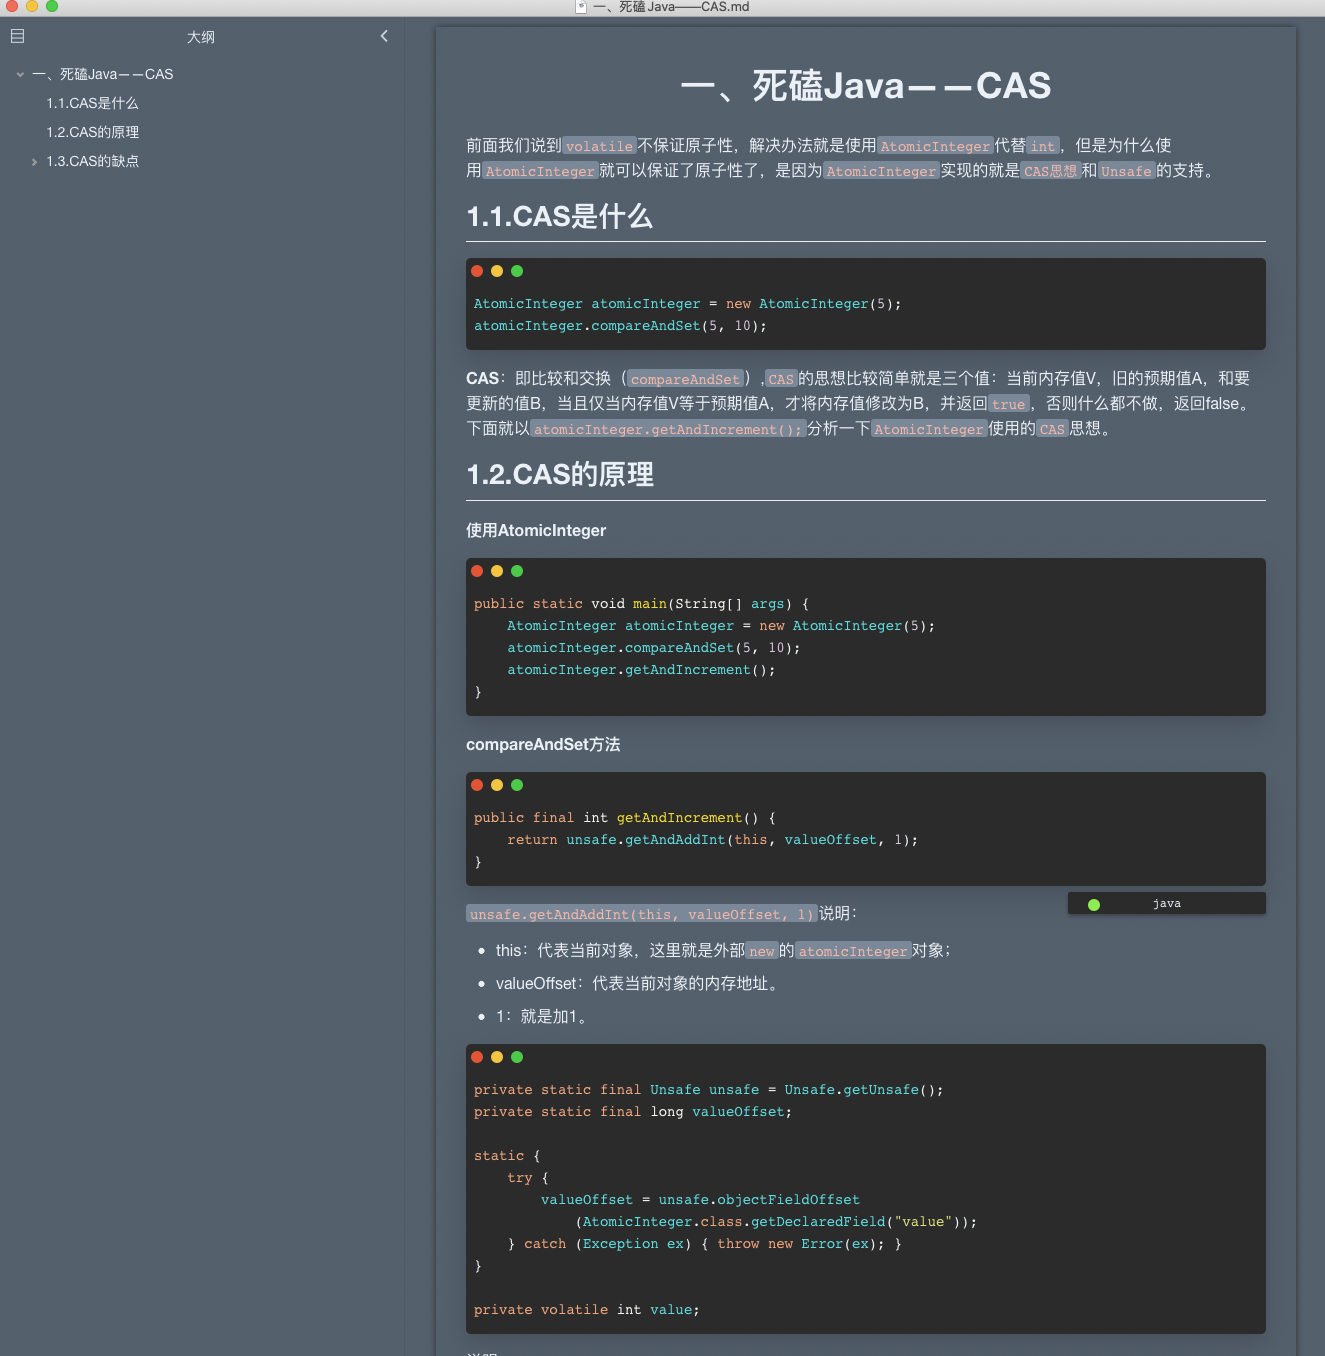 一、死磕Java——CAS.md
大纲
一、死磕Java——CAS
1.1.CAS是什么
1.2.CAS的原理
1.3.CAS的缺点
一、死磕Java——CAS
前面我们说到volatile不保证原子性，解决办法就是使用AtomicInteger代替int，但是为什么使
用AtomicInteger就可以保证了原子性了，是因为AtomicInteger实现的就是CAS思想和Unsafe的支持。
1.1.CAS是什么
AtomicInteger atomicInteger = new AtomicInteger(5);
atomicInteger.compareAndSet(5, 10);
CAS：即比较和交换（compareAndSet）,CAS的思想比较简单就是三个值：当前内存值V，旧的预期值A，和要
更新的值B，当且仅当内存值V等于预期值A，才将内存值修改为B，并返回true，否则什么都不做，返回false。
下面就以atomicInteger.getAndIncrement();分析一下AtomicInteger使用的CAS思想。
1.2.CAS的原理
使用AtomicInteger
public static void main(String[] args) {
    AtomicInteger atomicInteger = new AtomicInteger(5);
    atomicInteger.compareAndSet(5, 10);
    atomicInteger.getAndIncrement();
}
compareAndSet方法
public final int getAndIncrement() {
    return unsafe.getAndAddInt(this, valueOffset, 1);
}
java
unsafe.getAndAddInt(this, valueOffset, 1)说明：
• this：代表当前对象，这里就是外部new的atomicInteger对象；
• valueOffset：代表当前对象的内存地址。
• 1：就是加1。
private static final Unsafe unsafe = Unsafe.getUnsafe();
private static final long valueOffset;
static {
    try {
        valueOffset = unsafe.objectFieldOffset
            (AtomicInteger.class.getDeclaredField("value"));
    } catch (Exception ex) { throw new Error(ex); }
}
private volatile int value;